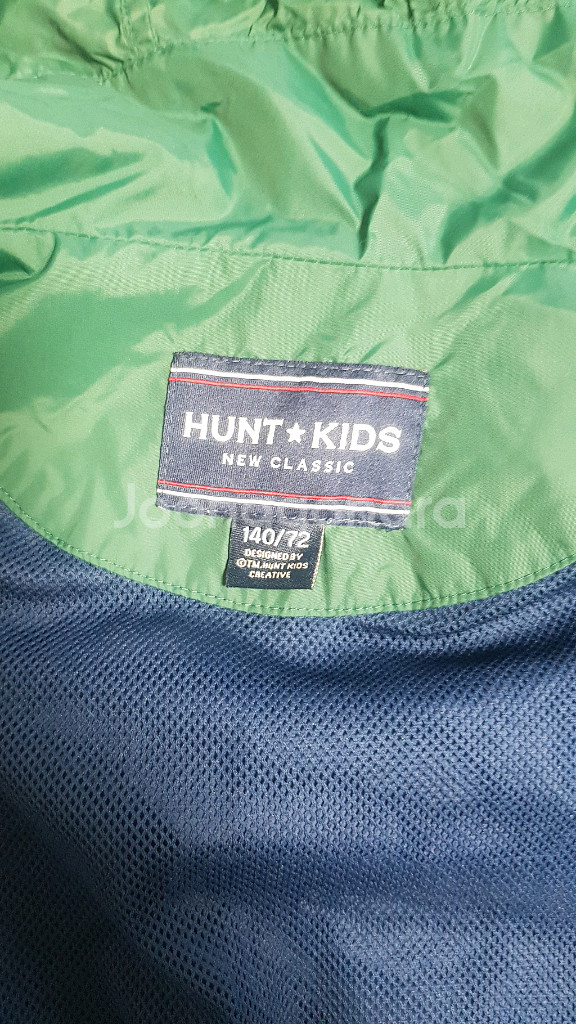 HUNT★KIDS
NEW CLASSIC
140/72
DESIGNED BY
©TM.HUNT KIDS
CREATIVE